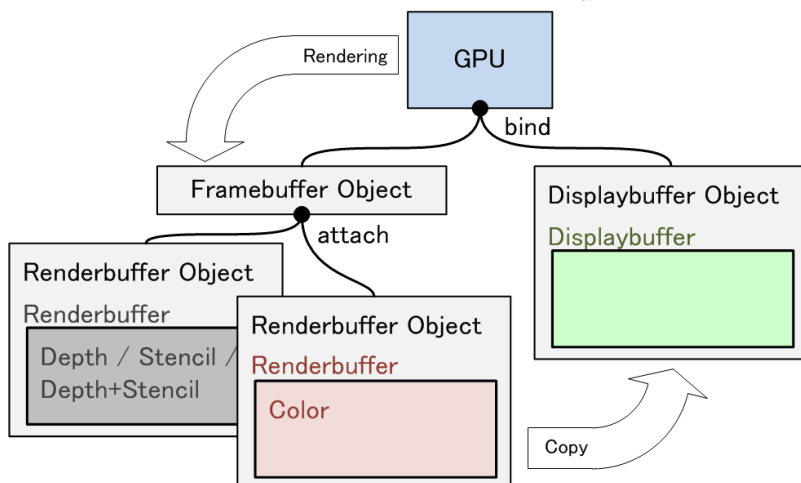 Rendering
GPU
bind
Framebuffer Object
attach
Displaybuffer Object
Displaybuffer
Renderbuffer Object
Renderbuffer
Depth / Stencil /
Depth+Stencil
Renderbuffer Object
Renderbuffer
Color
Copy